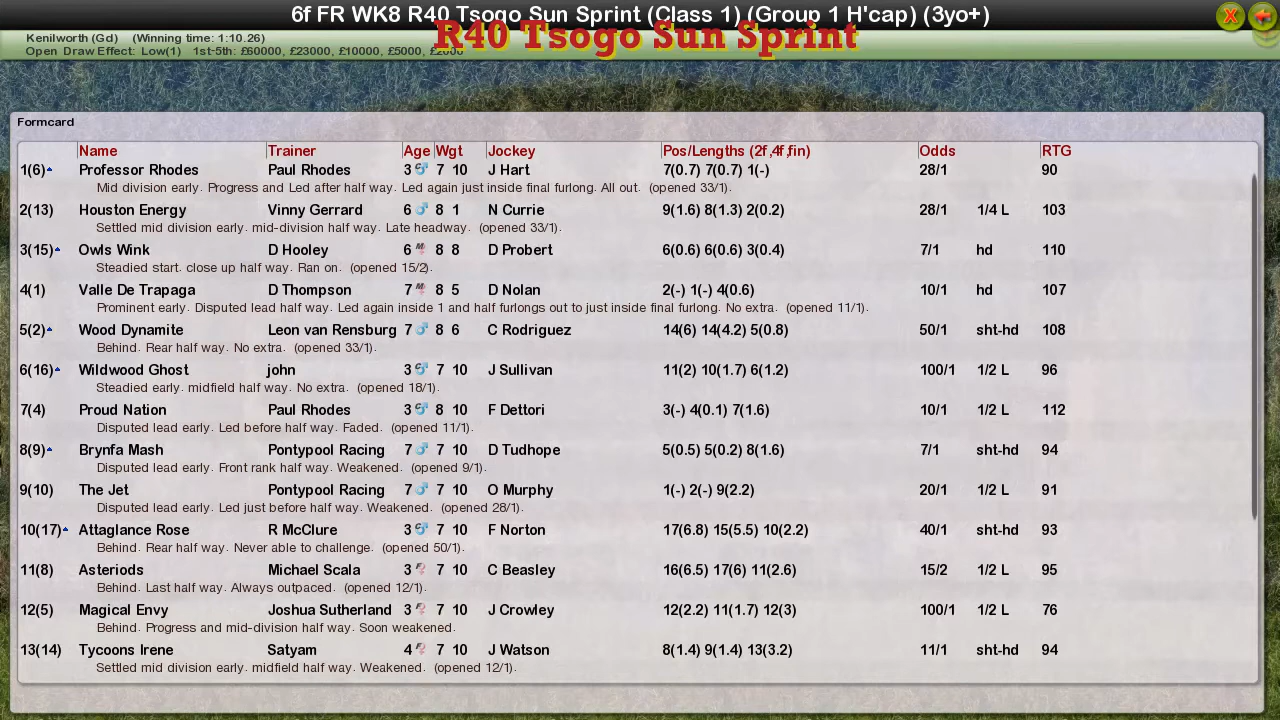 6f FR WK8 R40 Tsogo Sun Sprint (Class 1) (Group 1 H'cap) (3yo+)
R40 Tsogo Sun Sprint
Kenilworth (Gd) (Winning time: 1:10.26)
Open Draw Effect: Low(1) 1st-5th: £60000, £23000, £10000, £5000, £2000
Formcard
Name Trainer Age Wgt Jockey Pos/Lengths (2f,4f,fin) Odds RTG
1(6) Professor Rhodes Paul Rhodes 3 7 10 J Hart 7(0.7) 7(0.7) 1(-) 28/1 90
Mid division early. Progress and Led after half way. Led again just inside final furlong. All out. (opened 33/1).
2(13) Houston Energy Vinny Gerrard 6 8 1 N Currie 9(1.6) 8(1.3) 2(0.2) 28/1 1/4 L 103
Settled mid division early. mid-division half way. Late headway. (opened 33/1).
3(15) Owls Wink D Hooley 6 8 8 D Probert 6(0.6) 6(0.6) 3(0.4) 7/1 hd 110
Steadied start. close up half way. Ran on. (opened 15/2).
4(1) Valle De Trapaga D Thompson 7 8 5 D Nolan 2(-) 1(-) 4(0.6) 10/1 hd 107
Prominent early. Disputed lead half way. Led again inside 1 and half furlongs out to just inside final furlong. No extra. (opened 11/1).
5(2) Wood Dynamite Leon van Rensburg 7 8 6 C Rodriguez 14(6) 14(4.2) 5(0.8) 50/1 sht-hd 108
Behind. Rear half way. No extra. (opened 33/1).
6(16) Wildwood Ghost john 3 7 10 J Sullivan 11(2) 10(1.7) 6(1.2) 100/1 1/2 L 96
Steadied early. midfield half way. No extra. (opened 18/1).
7(4) Proud Nation Paul Rhodes 3 8 10 F Dettori 3(-) 4(0.1) 7(1.6) 10/1 1/2 L 112
Disputed lead early. Led before half way. Faded. (opened 11/1).
8(9) Brynfa Mash Pontypool Racing 7 7 10 D Tudhope 5(0.5) 5(0.2) 8(1.6) 7/1 sht-hd 94
Disputed lead early. Front rank half way. Weakened. (opened 9/1).
9(10) The Jet Pontypool Racing 7 7 10 O Murphy 1(-) 2(-) 9(2.2) 20/1 1/2 L 91
Disputed lead early. Led just before half way. Weakened. (opened 28/1).
10(17) Attaglance Rose R McClure 3 7 10 F Norton 17(6.8) 15(5.5) 10(2.2) 40/1 sht-hd 93
Behind. Rear half way. Never able to challenge. (opened 50/1).
11(8) Asteriods Michael Scala 3 7 10 C Beasley 16(6.5) 17(6) 11(2.6) 15/2 1/2 L 95
Behind. Last half way. Always outpaced. (opened 12/1).
12(5) Magical Envy Joshua Sutherland 3 7 10 J Crowley 12(2.2) 11(1.7) 12(3) 100/1 1/2 L 76
Behind. Progress and mid-division half way. Soon weakened.
13(14) Tycoons Irene Satyam 4 7 10 J Watson 8(1.4) 9(1.4) 13(3.2) 11/1 sht-hd 94
Settled mid division early. midfield half way. Weakened. (opened 12/1).